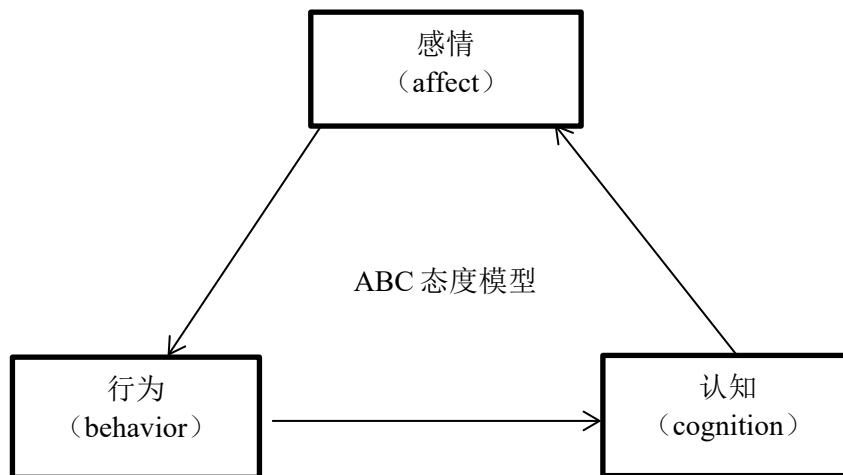 感情
（affect）
ABC 态度模型
行为
（behavior）
认知
（cognition）